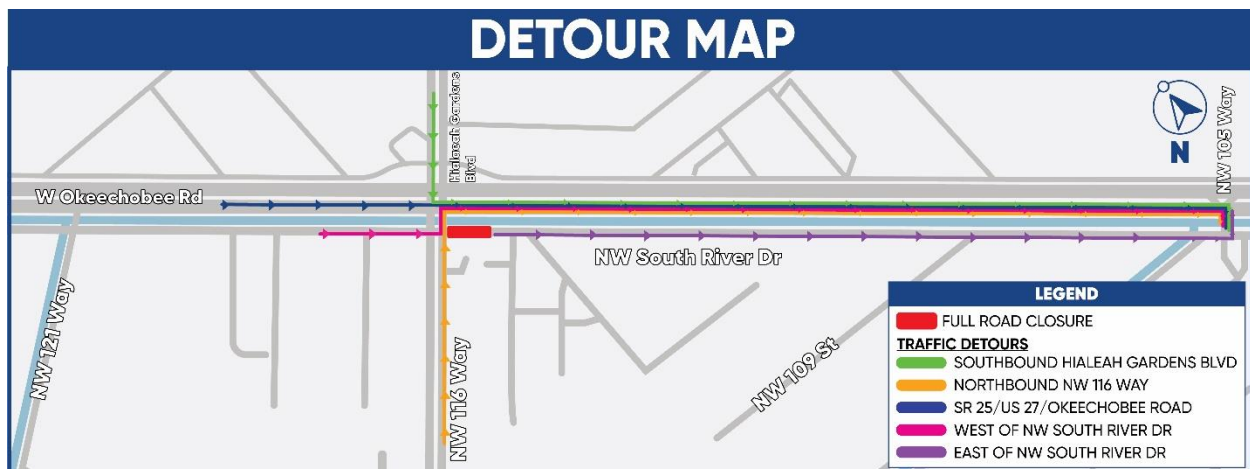 DETOUR MAP
Hialaeah Gardens
Blvd
NW 105 Way
N
W Okeechobee Rd
NW South River Dr
NW 121 Way
NW 116 Way
NW 109 St
LEGEND
FULL ROAD CLOSURE
TRAFFIC DETOURS
SOUTHBOUND HIALEAH GARDENS BLVD
NORTHBOUND NW 116 WAY
SR 25/US 27/OKEECHOBEE ROAD
WEST OF NW SOUTH RIVER DR
EAST OF NW SOUTH RIVER DR